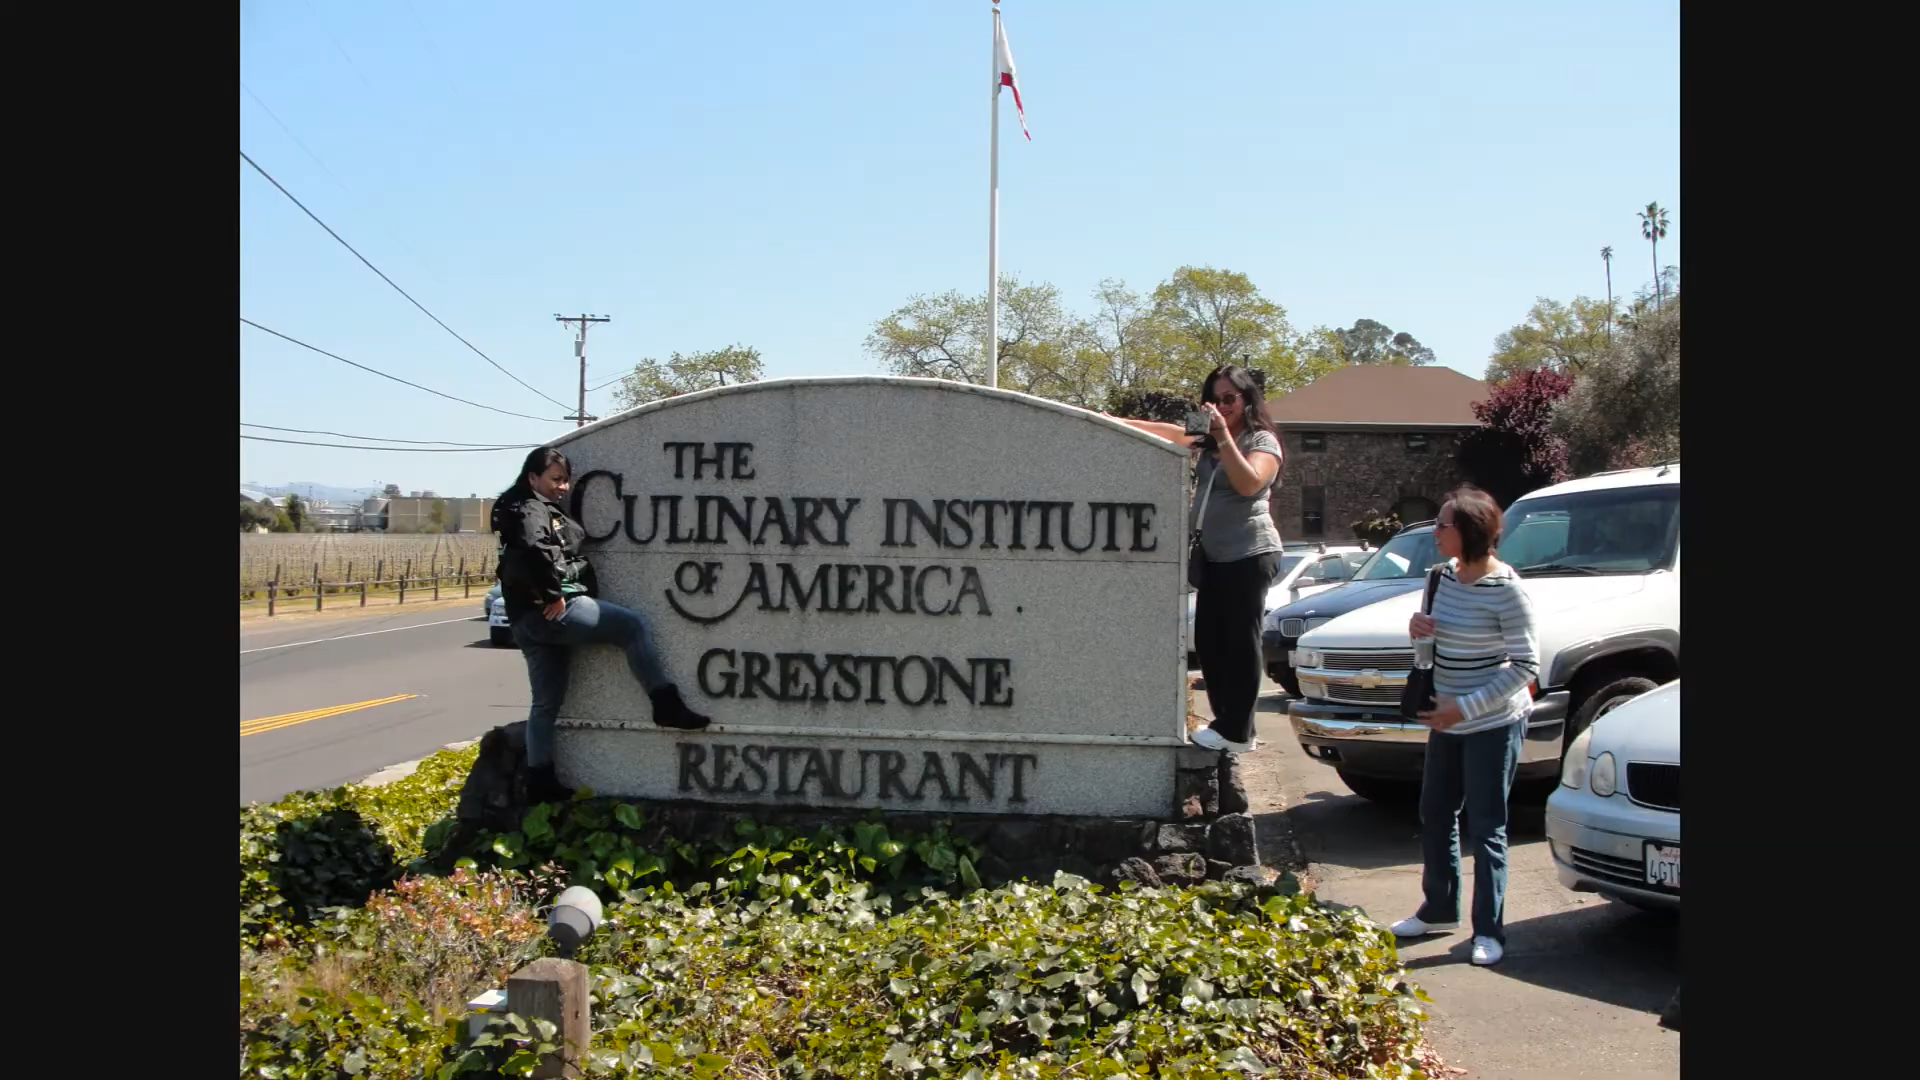 THE
CULINARY INSTITUTE
OF AMERICA.
GREYSTONE
RESTAURANT